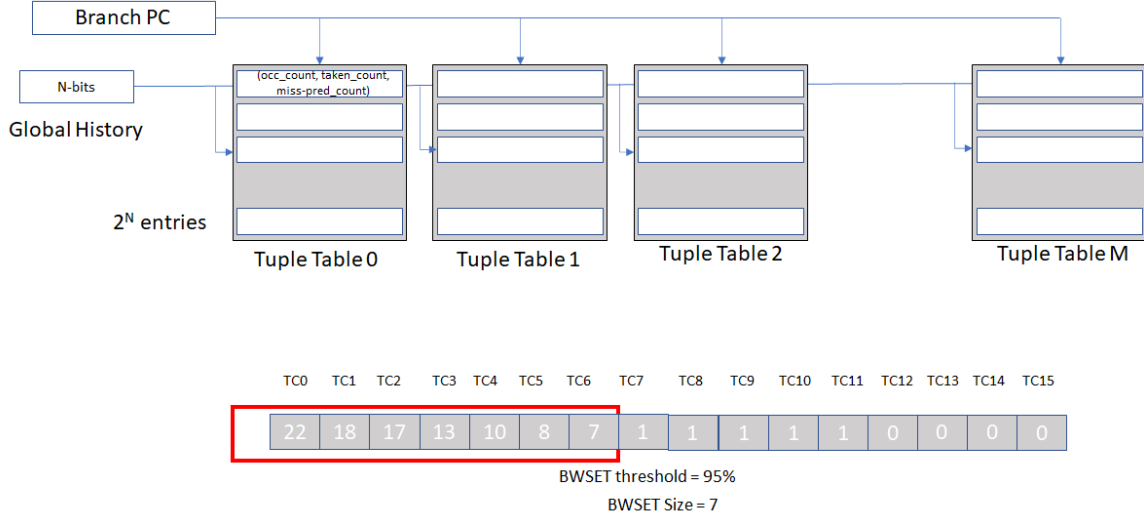 Branch PC
N-bits
Global History
2ᴺ entries
(occ_count, taken_count,
miss-pred_count)
Tuple Table 0
Tuple Table 1
Tuple Table 2
Tuple Table M
TC0 TC1 TC2 TC3 TC4 TC5 TC6 TC7 TC8 TC9 TC10 TC11 TC12 TC13 TC14 TC15
22 18 17 13 10 8 7 1 1 1 1 1 0 0 0 0
BWSET threshold = 95%
BWSET Size = 7